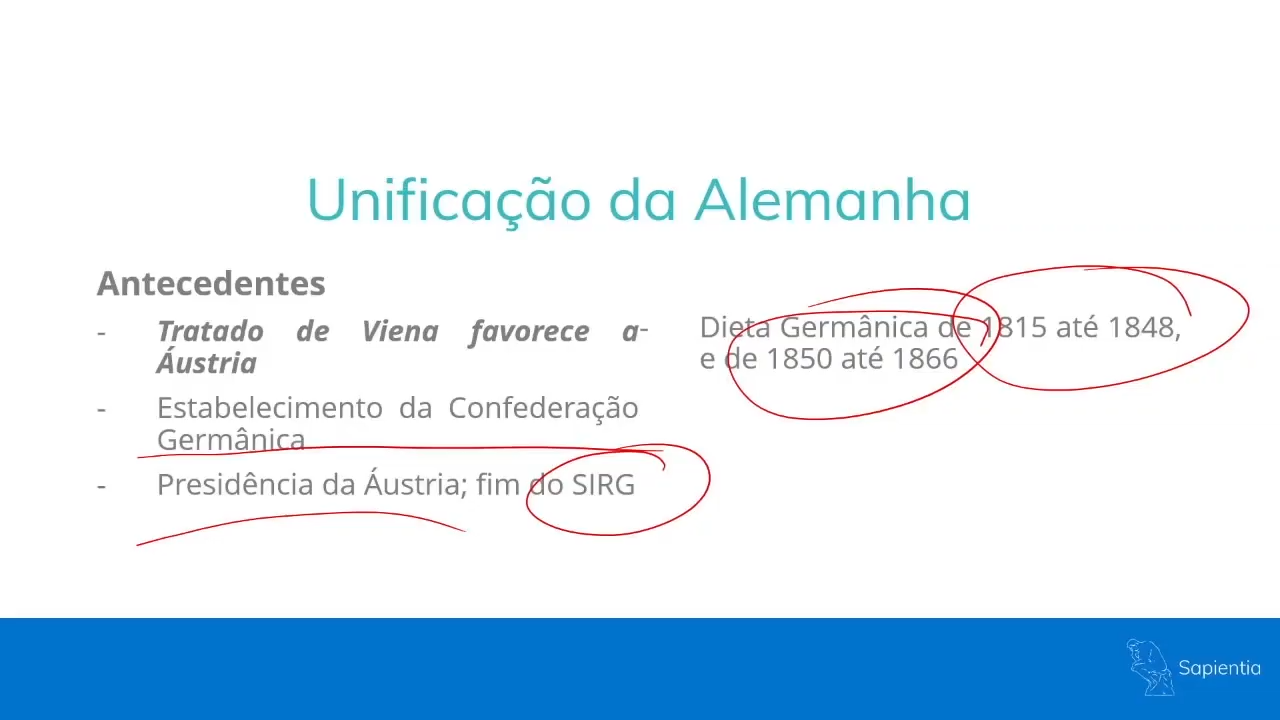 Unificação da Alemanha
Antecedentes
- Tratado de Viena favorece a
Áustria
- Estabelecimento da Confederação
Germânica
- Presidência da Áustria; fim do SIRG
- Dieta Germânica de 1815 até 1848,
e de 1850 até 1866
Sapientia